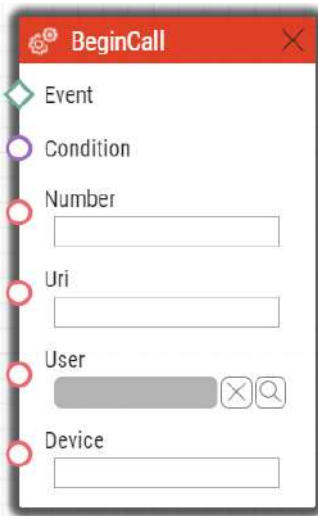 BeginCall
Event
Condition
Number
Uri
User
Device